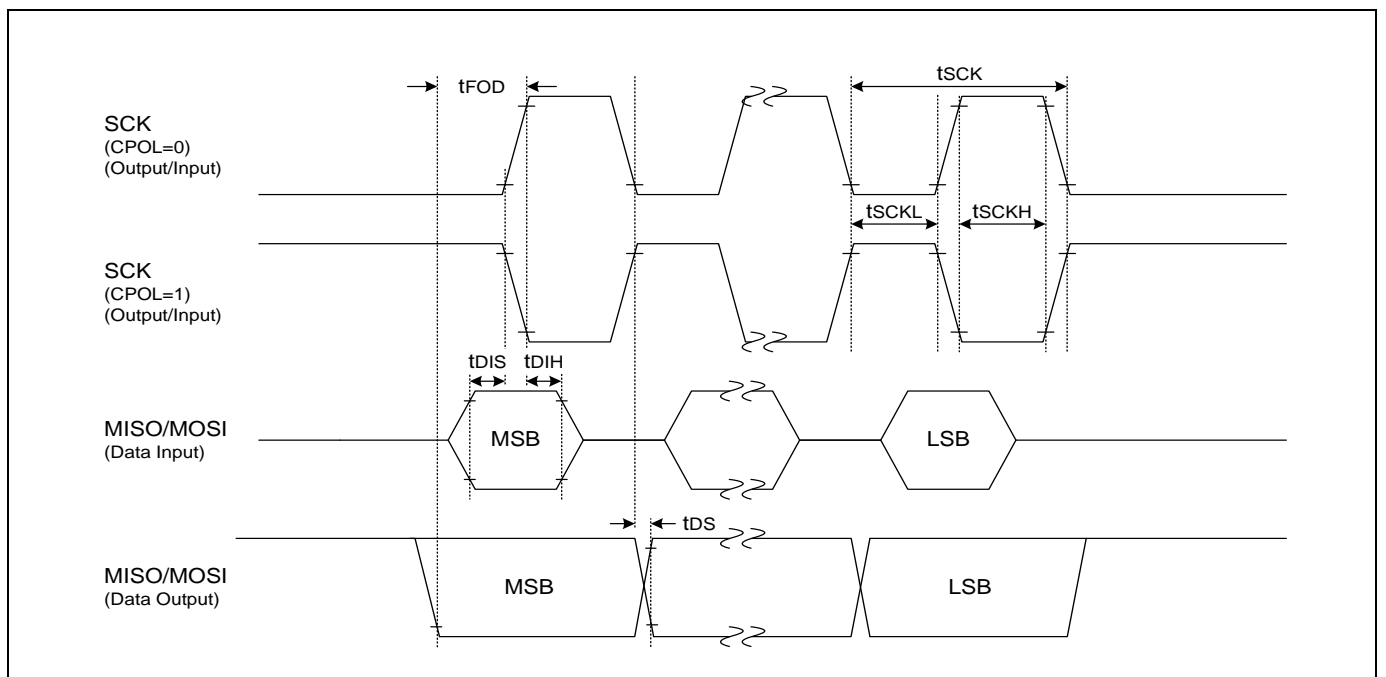 tFOD
tSCK
SCK
(CPOL=0)
(Output/Input)
tSCKL
tSCKH
SCK
(CPOL=1)
(Output/Input)
tDIS
tDIH
MISO/MOSI
(Data Input)
MSB
LSB
tDS
MISO/MOSI
(Data Output)
MSB
LSB